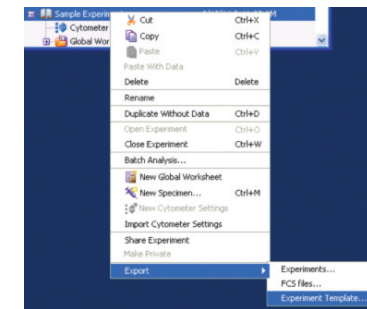 Sample Experim
Cytometer
Global Wor
Cut Ctrl+X
Copy Ctrl+C
Paste Ctrl+V
Paste With Data
Delete Delete
Rename
Duplicate Without Data Ctrl+D
Open Experiment Ctrl+O
Close Experiment Ctrl+W
Batch Analysis...
New Global Worksheet
New Specimen... Ctrl+M
New Cytometer Settings
Import Cytometer Settings
Share Experiment
Make Private
Export
Experiments...
FCS files...
Experiment Template...